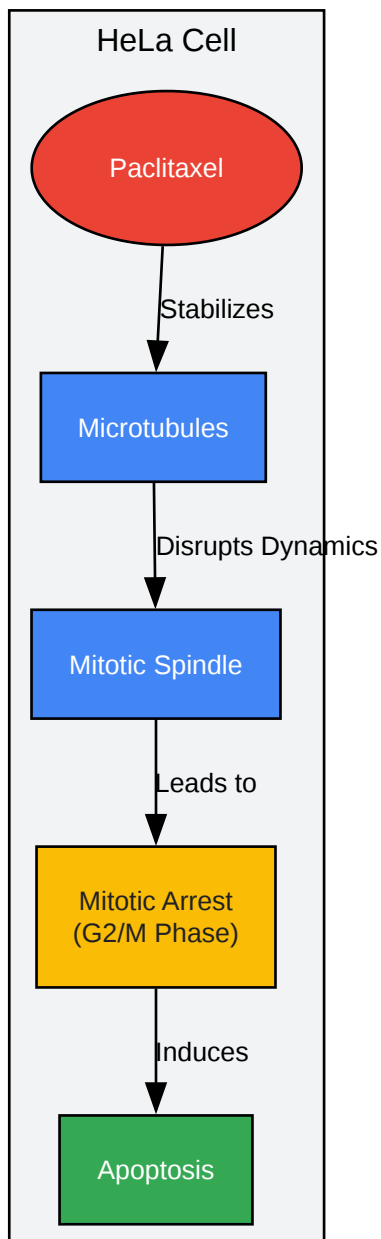 HeLa Cell
Paclitaxel
Stabilizes
Microtubules
Disrupts Dynamics
Mitotic Spindle
Leads to
Mitotic Arrest
(G2/M Phase)
Induces
Apoptosis